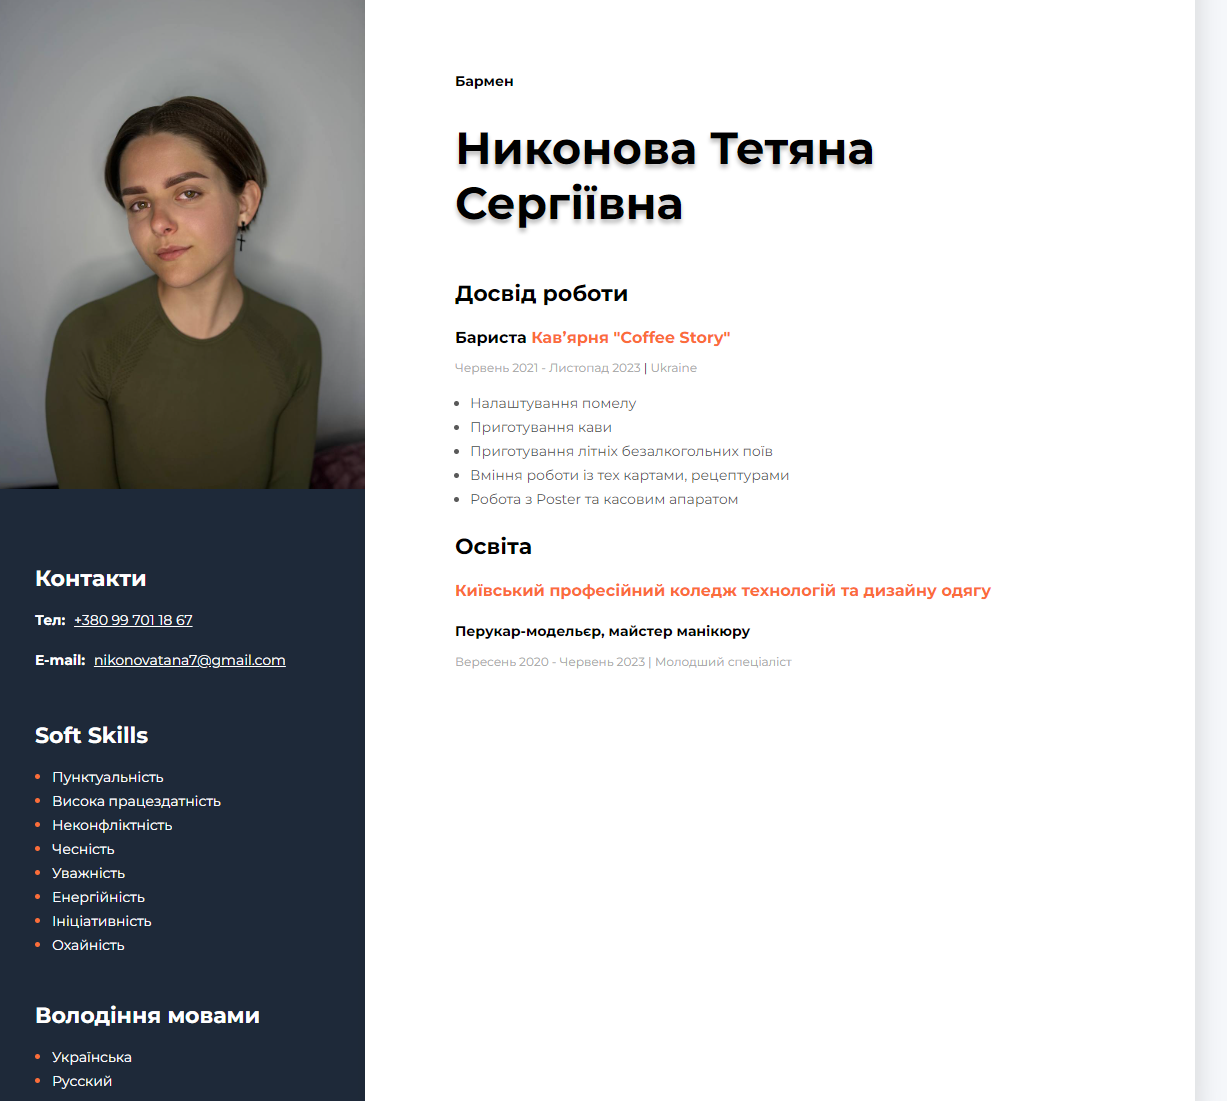 Бармен
Никонова Тетяна
Сергіївна
Досвід роботи
Бариста Кав’ярня "Coffee Story"
Червень 2021 - Листопад 2023 | Ukraine
Налаштування помелу
Приготування кави
Приготування літніх безалкогольних поїв
Вміння роботи із тех картами, рецептурами
Робота з Poster та касовим апаратом
Освіта
Київський професійний коледж технологій та дизайну одягу
Перукар-модельєр, майстер манікюру
Вересень 2020 - Червень 2023 | Молодший спеціаліст
Контакти
Тел: +380 99 701 18 67
E-mail: nikonovatana7@gmail.com
Soft Skills
Пунктуальність
Висока працездатність
Неконфліктність
Чесність
Уважність
Енергійність
Ініціативність
Охайність
Володіння мовами
Українська
Русский